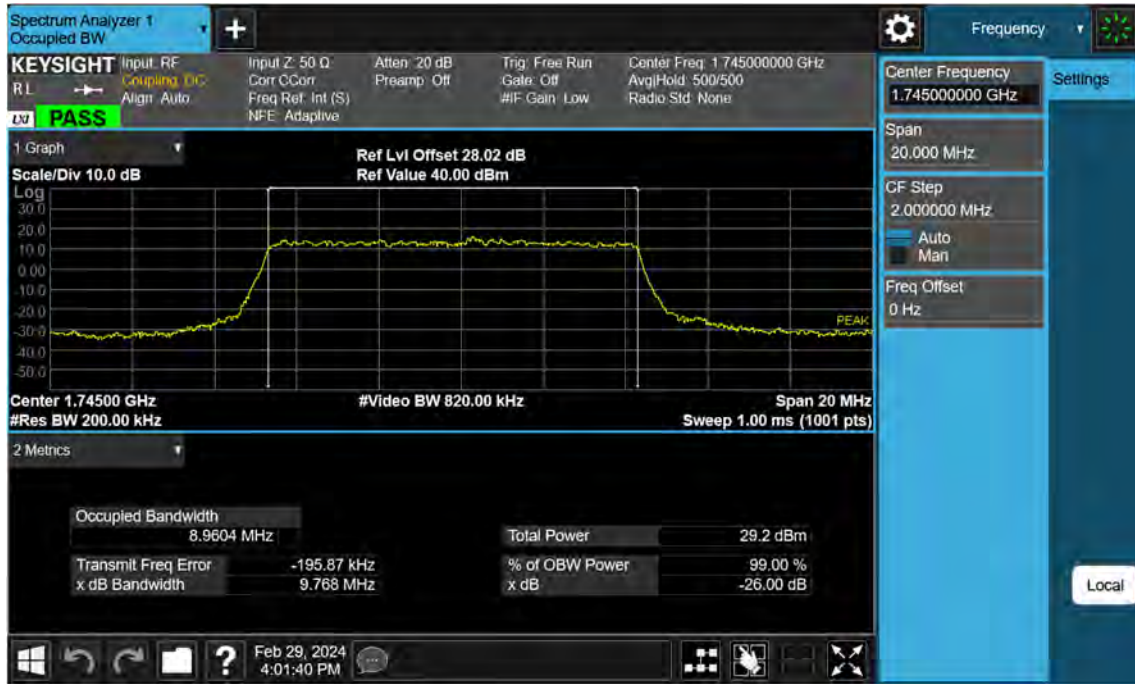 Spectrum Analyzer 1
Occupied BW
+
Frequency
KEYSIGHT
Input: RF
Coupling: DC
Align: Auto
Input Z: 50 Ω
Corr CCorr
Freq Ref: Int (S)
NFE: Adaptive
Atten: 20 dB
Preamp: Off
Trig: Free Run
Gate: Off
#IF Gain: Low
Center Freq: 1.745000000 GHz
Avg|Hold: 500/500
Radio Std: None
RL
LXI
PASS
Center Frequency
1.745000000 GHz
Settings
Span
20.000 MHz
CF Step
2.000000 MHz
Auto
Man
Freq Offset
0 Hz
1 Graph
Ref Lvl Offset 28.02 dB
Scale/Div 10.0 dB
Ref Value 40.00 dBm
Log
30.0
20.0
10.0
0.00
-10.0
-20.0
-30.0
-40.0
-50.0
PEAK
Center 1.74500 GHz
#Video BW 820.00 kHz
Span 20 MHz
#Res BW 200.00 kHz
Sweep 1.00 ms (1001 pts)
2 Metrics
Occupied Bandwidth
8.9604 MHz
Total Power 29.2 dBm
Transmit Freq Error -195.87 kHz
% of OBW Power 99.00 %
x dB Bandwidth 9.768 MHz
x dB -26.00 dB
Local
?
Feb 29, 2024
4:01:40 PM